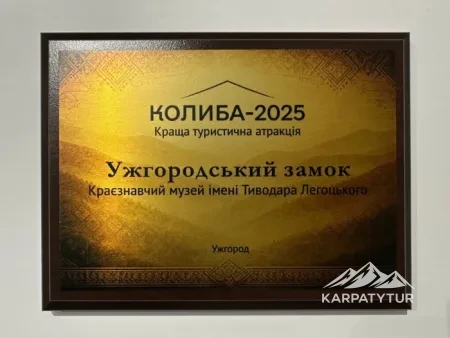 КОЛИБА-2025
Краща туристична атракція
Ужгородський замок
Краєзнавчий музей імені Тиводара Легоцького
Ужгород
KARPATYTUR